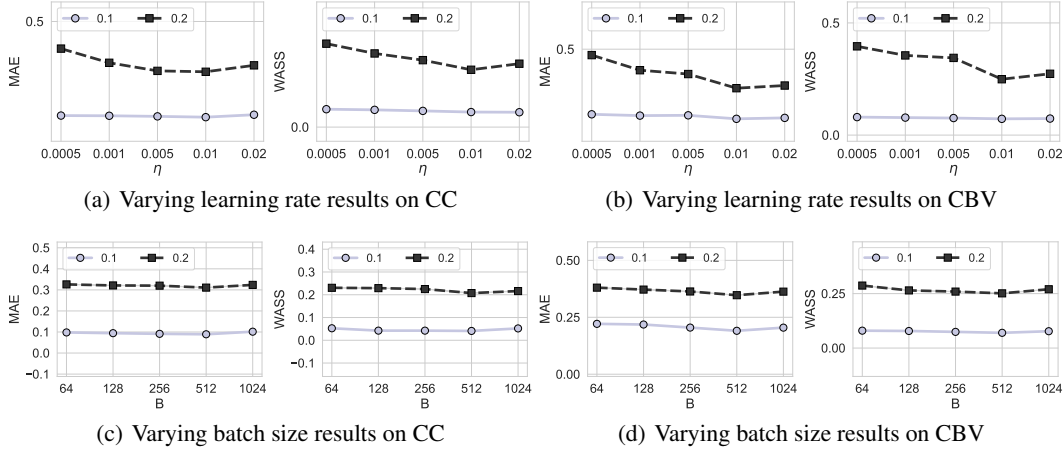 0.1 0.2
0.5
MAE
0.0005 0.001 0.005 0.01 0.02
η
0.1 0.2
WASS
0.0
0.0005 0.001 0.005 0.01 0.02
η
(a) Varying learning rate results on CC
0.1 0.2
0.5
MAE
0.0005 0.001 0.005 0.01 0.02
η
0.1 0.2
WASS
0.0
0.0005 0.001 0.005 0.01 0.02
η
(b) Varying learning rate results on CBV
0.1 0.2
0.5
0.4
0.3
0.2
0.1
0.0
−0.1
MAE
64 128 256 512 1024
B
0.1 0.2
0.4
0.3
0.2
0.1
0.0
−0.1
WASS
64 128 256 512 1024
B
(c) Varying batch size results on CC
0.1 0.2
0.50
0.25
0.00
MAE
64 128 256 512 1024
B
0.1 0.2
0.25
0.00
WASS
64 128 256 512 1024
B
(d) Varying batch size results on CBV